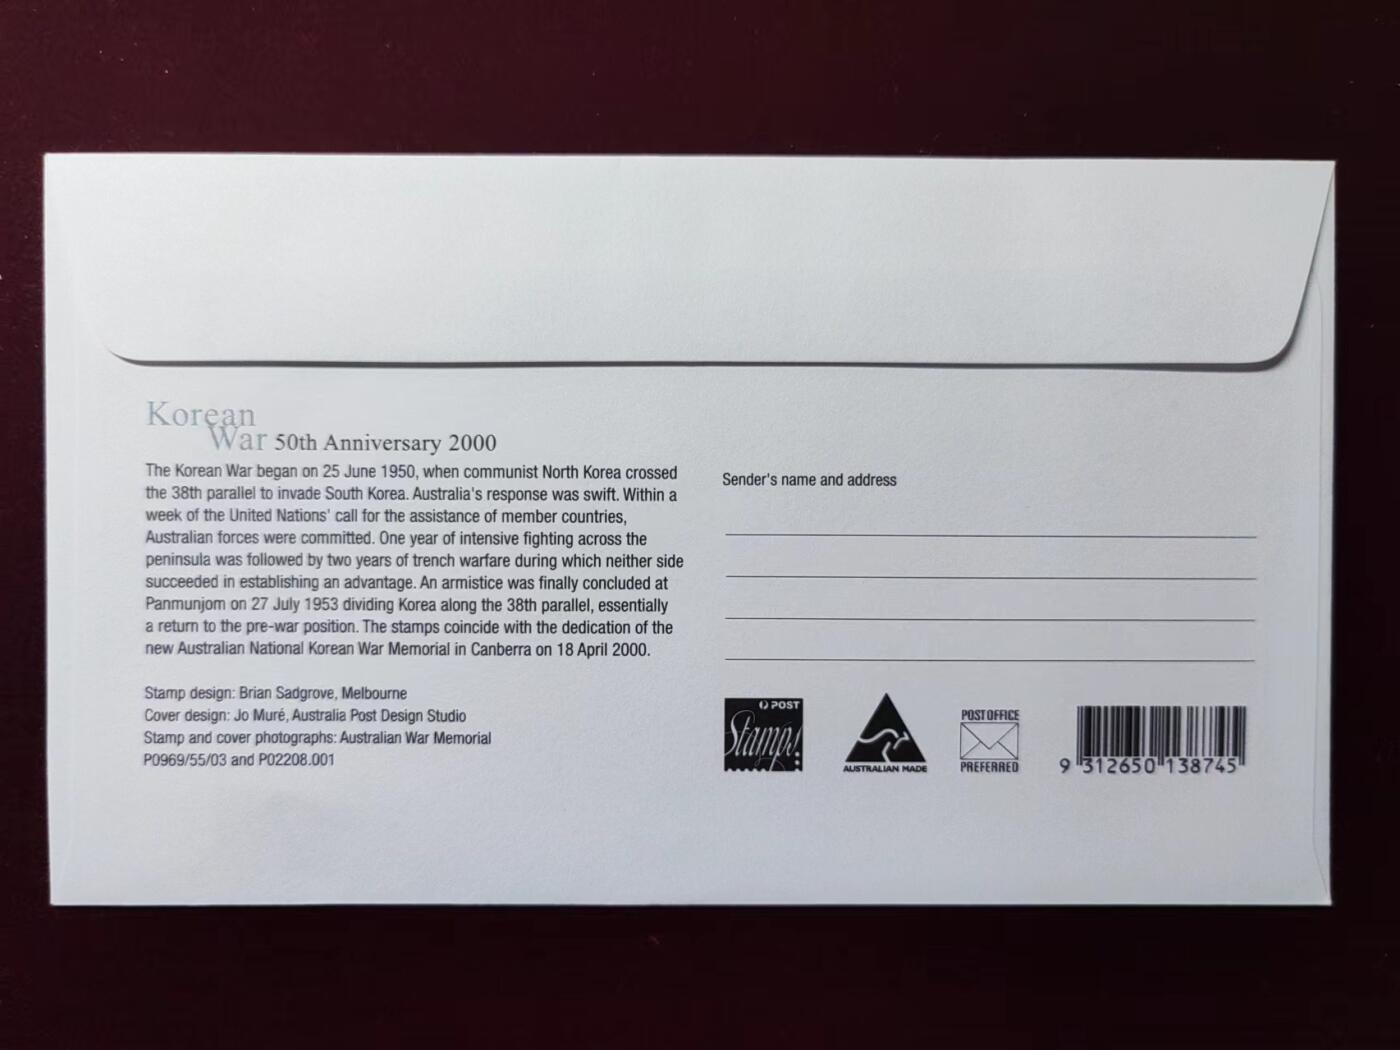 Korean
War 50th Anniversary 2000
The Korean War began on 25 June 1950, when communist North Korea crossed
the 38th parallel to invade South Korea. Australia's response was swift. Within a
week of the United Nations' call for the assistance of member countries,
Australian forces were committed. One year of intensive fighting across the
peninsula was followed by two years of trench warfare during which neither side
succeeded in establishing an advantage. An armistice was finally concluded at
Panmunjom on 27 July 1953 dividing Korea along the 38th parallel, essentially
a return to the pre-war position. The stamps coincide with the dedication of the
new Australian National Korean War Memorial in Canberra on 18 April 2000.
Stamp design: Brian Sadgrove, Melbourne
Cover design: Jo Muré, Australia Post Design Studio
Stamp and cover photographs: Australian War Memorial
P0969/55/03 and P02208.001
Sender's name and address
POST
Stamps!
AUSTRALIAN MADE
POST OFFICE
PREFERRED
9 312650 138745